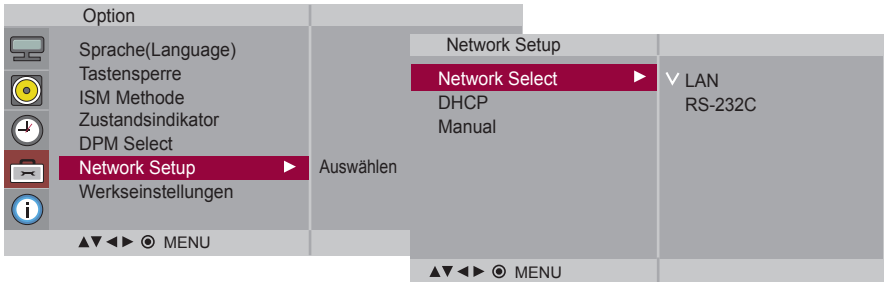 Option
Sprache(Language)
Tastensperre
ISM Methode
Zustandsindikator
DPM Select
Network Setup ► Auswählen
Werkseinstellungen
▲▼◄► ◉ MENU
Network Setup
Network Select ► ✓ LAN
DHCP RS-232C
Manual
▲▼◄► ◉ MENU